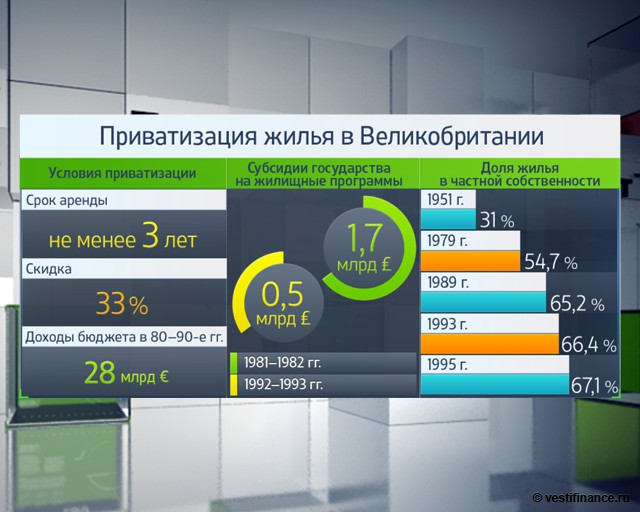 Приватизация жилья в Великобритании
Условия приватизации
Срок аренды
не менее 3 лет
Скидка
33 %
Доходы бюджета в 80–90-е гг.
28 млрд €
Субсидии государства
на жилищные программы
1,7
млрд £
0,5
млрд £
1981–1982 гг.
1992–1993 гг.
Доля жилья
в частной собственности
1951 г.
31 %
1979 г.
54,7 %
1989 г.
65,2 %
1993 г.
66,4 %
1995 г.
67,1 %
© vestifinance.ru